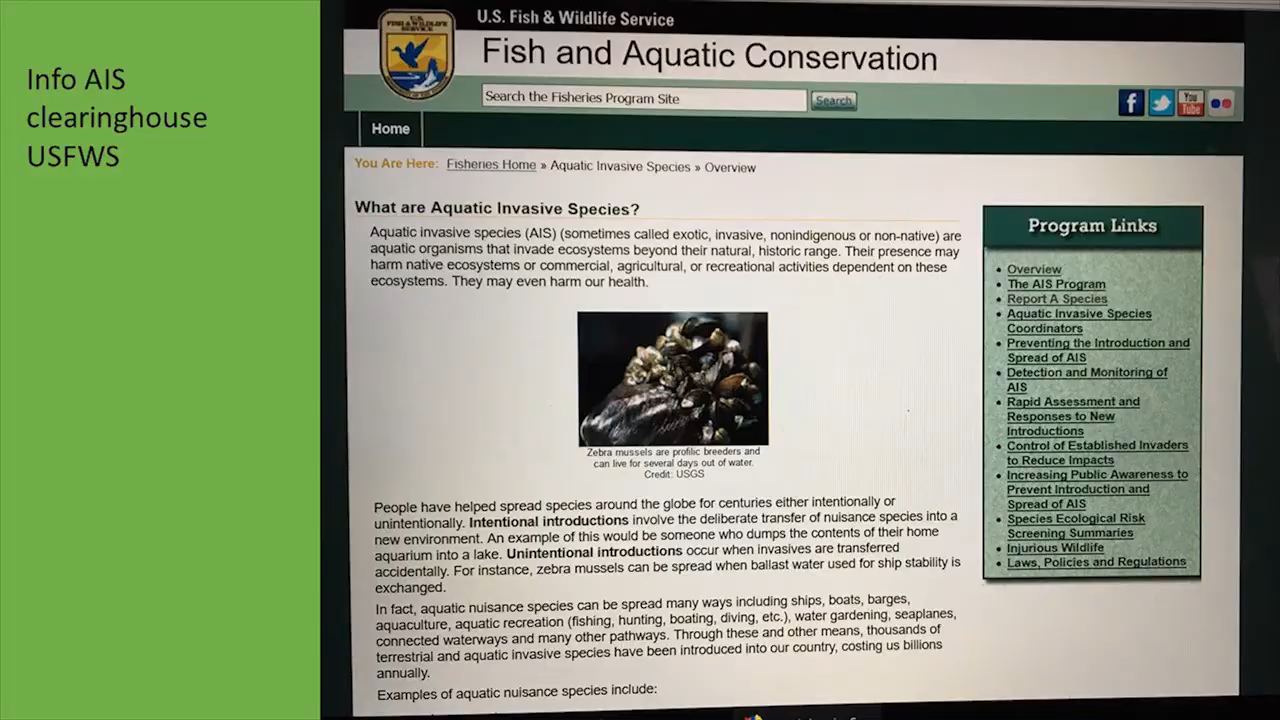 Info AIS
clearinghouse
USFWS
U.S.
FISH & WILDLIFE
SERVICE
U.S. Fish & Wildlife Service
Fish and Aquatic Conservation
Search the Fisheries Program Site
Search
f
You
Tube
Home
You Are Here: Fisheries Home » Aquatic Invasive Species » Overview
What are Aquatic Invasive Species?
Aquatic invasive species (AIS) (sometimes called exotic, invasive, nonindigenous or non-native) are
aquatic organisms that invade ecosystems beyond their natural, historic range. Their presence may
harm native ecosystems or commercial, agricultural, or recreational activities dependent on these
ecosystems. They may even harm our health.
Zebra mussels are profilic breeders and
can live for several days out of water.
Credit: USGS
People have helped spread species around the globe for centuries either intentionally or
unintentionally. Intentional introductions involve the deliberate transfer of nuisance species into a
new environment. An example of this would be someone who dumps the contents of their home
aquarium into a lake. Unintentional introductions occur when invasives are transferred
accidentally. For instance, zebra mussels can be spread when ballast water used for ship stability is
exchanged.
In fact, aquatic nuisance species can be spread many ways including ships, boats, barges,
aquaculture, aquatic recreation (fishing, hunting, boating, diving, etc.), water gardening, seaplanes,
connected waterways and many other pathways. Through these and other means, thousands of
terrestrial and aquatic invasive species have been introduced into our country, costing us billions
annually.
Examples of aquatic nuisance species include:
Program Links
Overview
The AIS Program
Report A Species
Aquatic Invasive Species
Coordinators
Preventing the Introduction and
Spread of AIS
Detection and Monitoring of
AIS
Rapid Assessment and
Responses to New
Introductions
Control of Established Invaders
to Reduce Impacts
Increasing Public Awareness to
Prevent Introduction and
Spread of AIS
Species Ecological Risk
Screening Summaries
Injurious Wildlife
Laws, Policies and Regulations